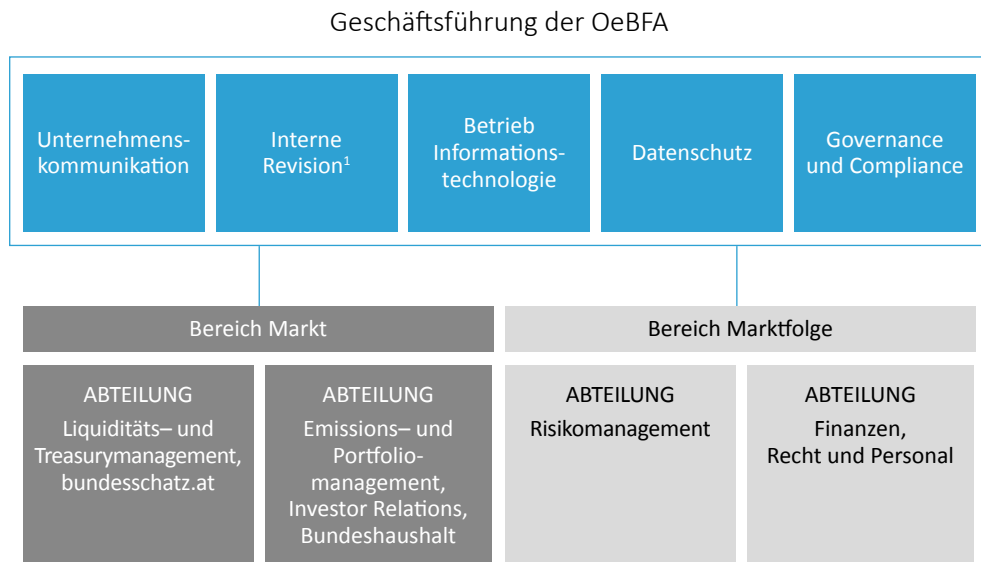 Geschäftsführung der OeBFA
Unternehmens-
kommunikation
Interne
Revision¹
Betrieb
Informations-
technologie
Datenschutz
Governance
und Compliance
Bereich Markt
Bereich Marktfolge
ABTEILUNG
Liquiditäts– und
Treasurymanagement,
bundesschatz.at
ABTEILUNG
Emissions– und
Portfolio-
management,
Investor Relations,
Bundeshaushalt
ABTEILUNG
Risikomanagement
ABTEILUNG
Finanzen,
Recht und Personal